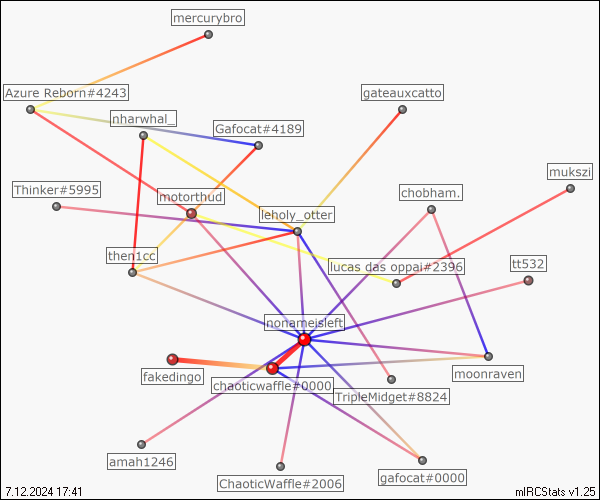 mercurybro
Azure Reborn#4243
gateauxcatto
nharwhal_
Gafocat#4189
mukszi
Thinker#5995
motorthud
chobham.
leholy_otter
then1cc
lucas das oppai#2396
tt532
nonameisleft
fakedingo
chaoticwaffle#0000
moonraven
TripleMidget#8824
amah1246
ChaoticWaffle#2006
gafocat#0000
7.12.2024 17:41
mIRCStats v1.25